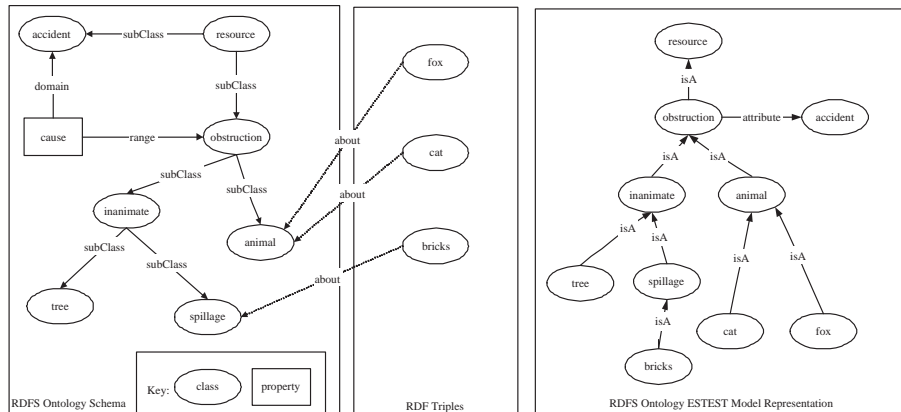 accident
subClass
resource
domain
subClass
cause
range
obstruction
subClass
subClass
inanimate
animal
subClass
subClass
tree
spillage
Key:
class
property
RDFS Ontology Schema
fox
about
cat
about
bricks
about
RDF Triples
resource
isA
obstruction
attribute
accident
isA
isA
inanimate
animal
isA
isA
isA
isA
tree
spillage
isA
cat
fox
bricks
RDFS Ontology ESTEST Model Representation